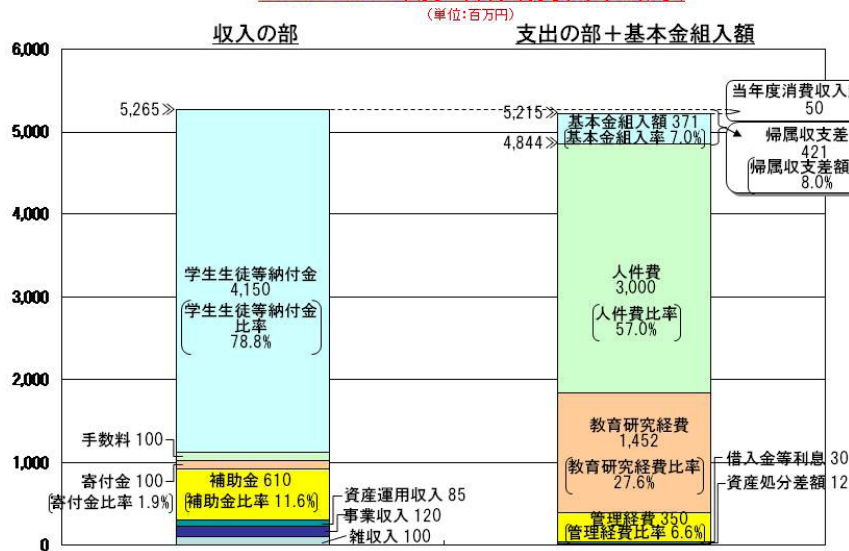 (単位:百万円)
収入の部
支出の部+基本金組入額
6,000
5,000
4,000
3,000
2,000
1,000
0
5,265≫
学生生徒等納付金
4,150
学生生徒等納付金
比率
78.8%
手数料 100
寄付金 100
寄付金比率 1.9%
補助金 610
補助金比率 11.6%
資産運用収入 85
事業収入 120
雑収入 100
5,215≫
4,844≫
基本金組入額 371
基本金組入率 7.0%
人件費
3,000
人件費比率
57.0%
教育研究経費
1,452
教育研究経費比率
27.6%
管理経費 350
管理経費比率 6.6%
借入金等利息 30
資産処分差額 12
当年度消費収入
50
帰属収支差
421
帰属収支差額
8.0%